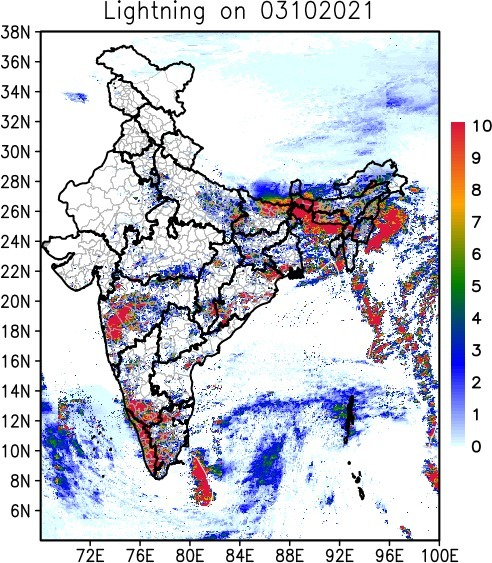 Lightning on 03102021
38N
36N
34N
32N
30N
28N
26N
24N
22N
20N
18N
16N
14N
12N
10N
8N
6N
72E 76E 80E 84E 88E 92E 96E 100E
10
9
8
7
6
5
4
3
2
1
0